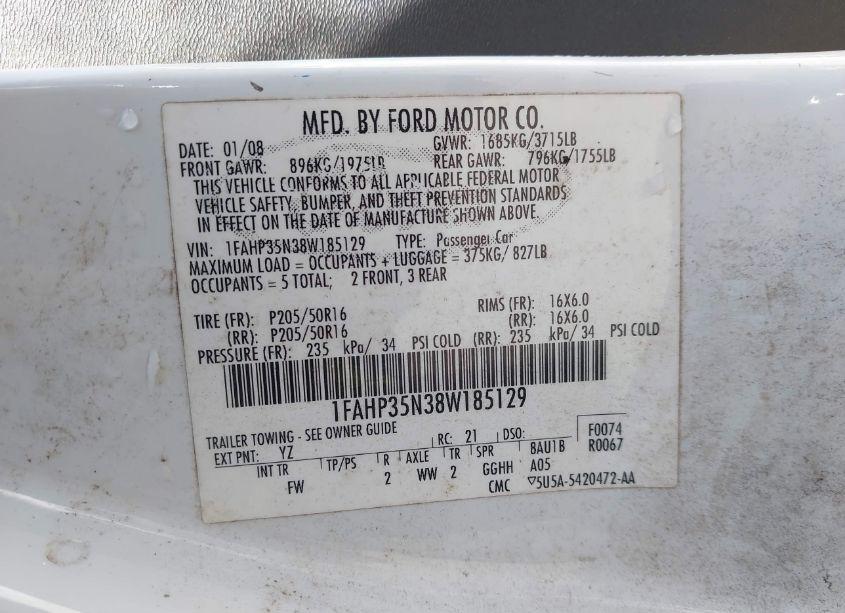 MFD. BY FORD MOTOR CO.
DATE: 01/08 GVWR: 1685KG/3715LB
FRONT GAWR: 896KG/1975LB REAR GAWR: 796KG/1755LB
THIS VEHICLE CONFORMS TO ALL APPLICABLE FEDERAL MOTOR
VEHICLE SAFETY, BUMPER, AND THEFT PREVENTION STANDARDS
IN EFFECT ON THE DATE OF MANUFACTURE SHOWN ABOVE.
VIN: 1FAHP35N38W185129 TYPE: Passenger Car
MAXIMUM LOAD = OCCUPANTS + LUGGAGE = 375KG/ 827LB
OCCUPANTS = 5 TOTAL; 2 FRONT, 3 REAR
TIRE (FR): P205/50R16 RIMS (FR): 16X6.0
(RR): P205/50R16 (RR): 16X6.0
PRESSURE (FR): 235 kPa/ 34 PSI COLD (RR): 235 kPa/ 34 PSI COLD
1FAHP35N38W185129
TRAILER TOWING - SEE OWNER GUIDE
EXT PNT: YZ RC: 21 DSO: F0074
INT TR TP/PS R AXLE TR SPR 8AU1B R0067
FW 2 WW 2 GGHH A05
CMC ▽5U5A-5420472-AA